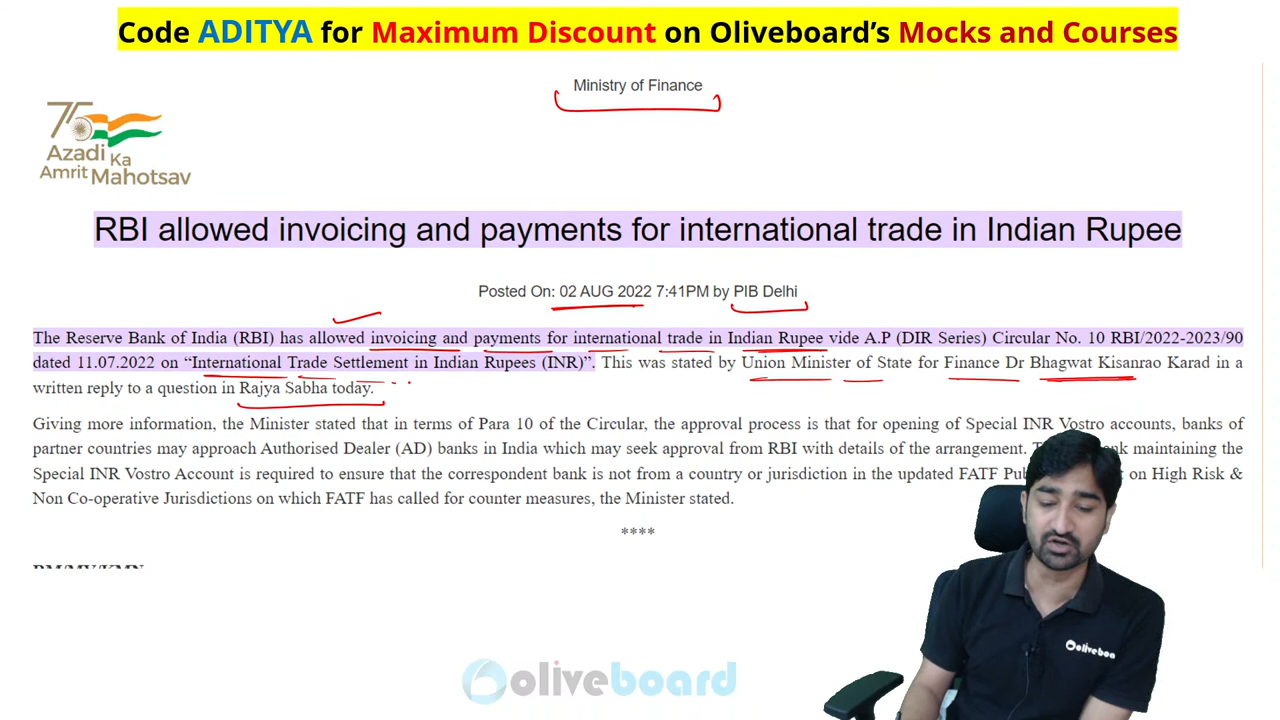 Code ADITYA for Maximum Discount on Oliveboard’s Mocks and Courses
Ministry of Finance
75
Azadi Ka
Amrit Mahotsav
RBI allowed invoicing and payments for international trade in Indian Rupee
Posted On: 02 AUG 2022 7:41PM by PIB Delhi
The Reserve Bank of India (RBI) has allowed invoicing and payments for international trade in Indian Rupee vide A.P (DIR Series) Circular No. 10 RBI/2022-2023/90
dated 11.07.2022 on “International Trade Settlement in Indian Rupees (INR)”. This was stated by Union Minister of State for Finance Dr Bhagwat Kisanrao Karad in a
written reply to a question in Rajya Sabha today.
Giving more information, the Minister stated that in terms of Para 10 of the Circular, the approval process is that for opening of Special INR Vostro accounts, banks of
partner countries may approach Authorised Dealer (AD) banks in India which may seek approval from RBI with details of the arrangement. maintaining the
Special INR Vostro Account is required to ensure that the correspondent bank is not from a country or jurisdiction in the updated FATF on High Risk &
Non Co-operative Jurisdictions on which FATF has called for counter measures, the Minister stated.
****
oliveboard